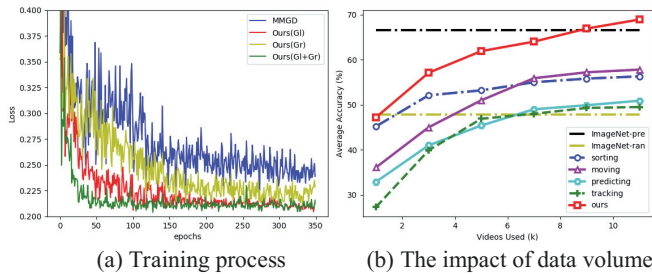 MMGD
Ours(Gl)
Ours(Gr)
Ours(Gl+Gr)
0.400
0.375
0.350
0.325
0.300
0.275
0.250
0.225
0.200
Loss
0 50 100 150 200 250 300 350
epochs
(a) Training process
70
60
50
40
30
Average Accuracy (%)
ImageNet-pre
ImageNet-ran
sorting
moving
predicting
tracking
ours
2 4 6 8 10
Videos Used (k)
(b) The impact of data volume